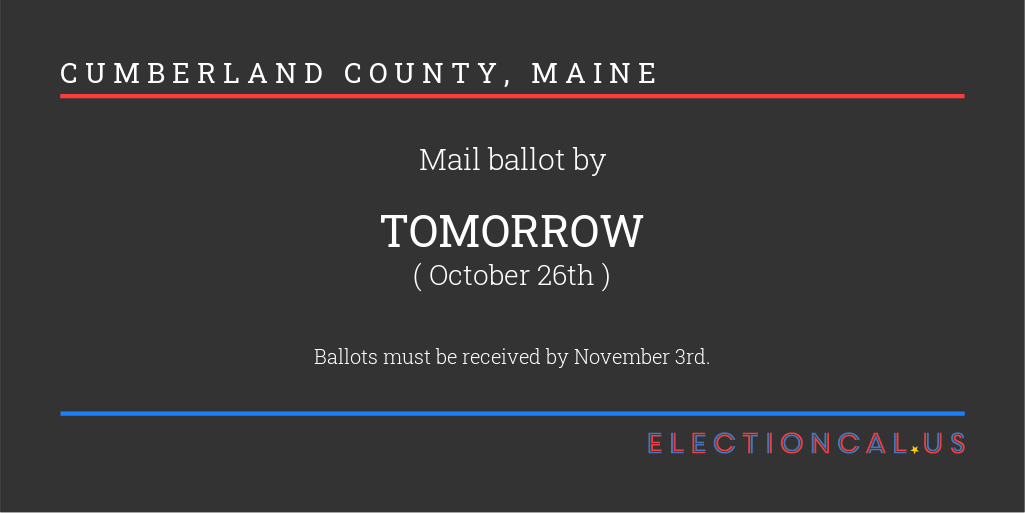 CUMBERLAND COUNTY, MAINE
Mail ballot by
TOMORROW
( October 26th )
Ballots must be received by November 3rd.
ELECTIONCAL★US